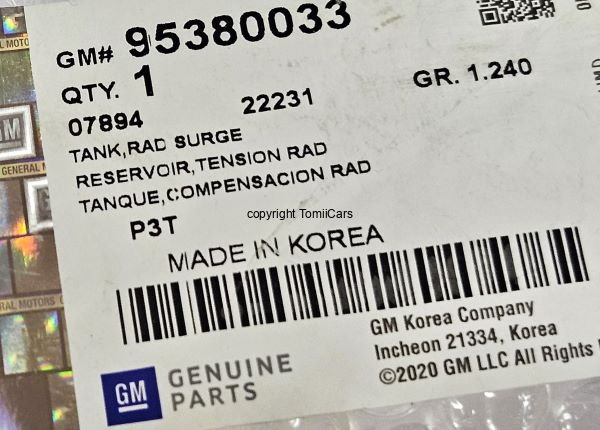 GM# 95380033
QTY. 1
GR. 1.240
07894 22231
TANK,RAD SURGE
RESERVOIR,TENSION RAD
TANQUE,COMPENSACION RAD
copyright TomiiCars
P3T
MADE IN KOREA
GM Korea Company
Incheon 21334, Korea
©2020 GM LLC All Rights
GM GENUINE
PARTS
GM
GENERAL